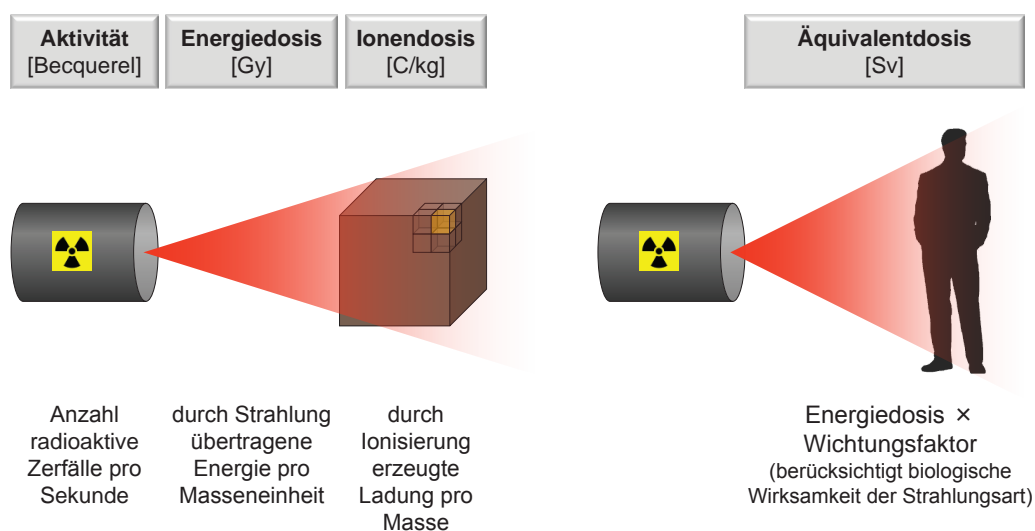 Aktivität
[Becquerel]
Energiedosis
[Gy]
Ionendosis
[C/kg]
Äquivalentdosis
[Sv]
Anzahl
radioaktive
Zerfälle pro
Sekunde
durch Strahlung
übertragene
Energie pro
Masseneinheit
durch
Ionisierung
erzeugte
Ladung pro
Masse
Energiedosis ×
Wichtungsfaktor
(berücksichtigt biologische
Wirksamkeit der Strahlungsart)